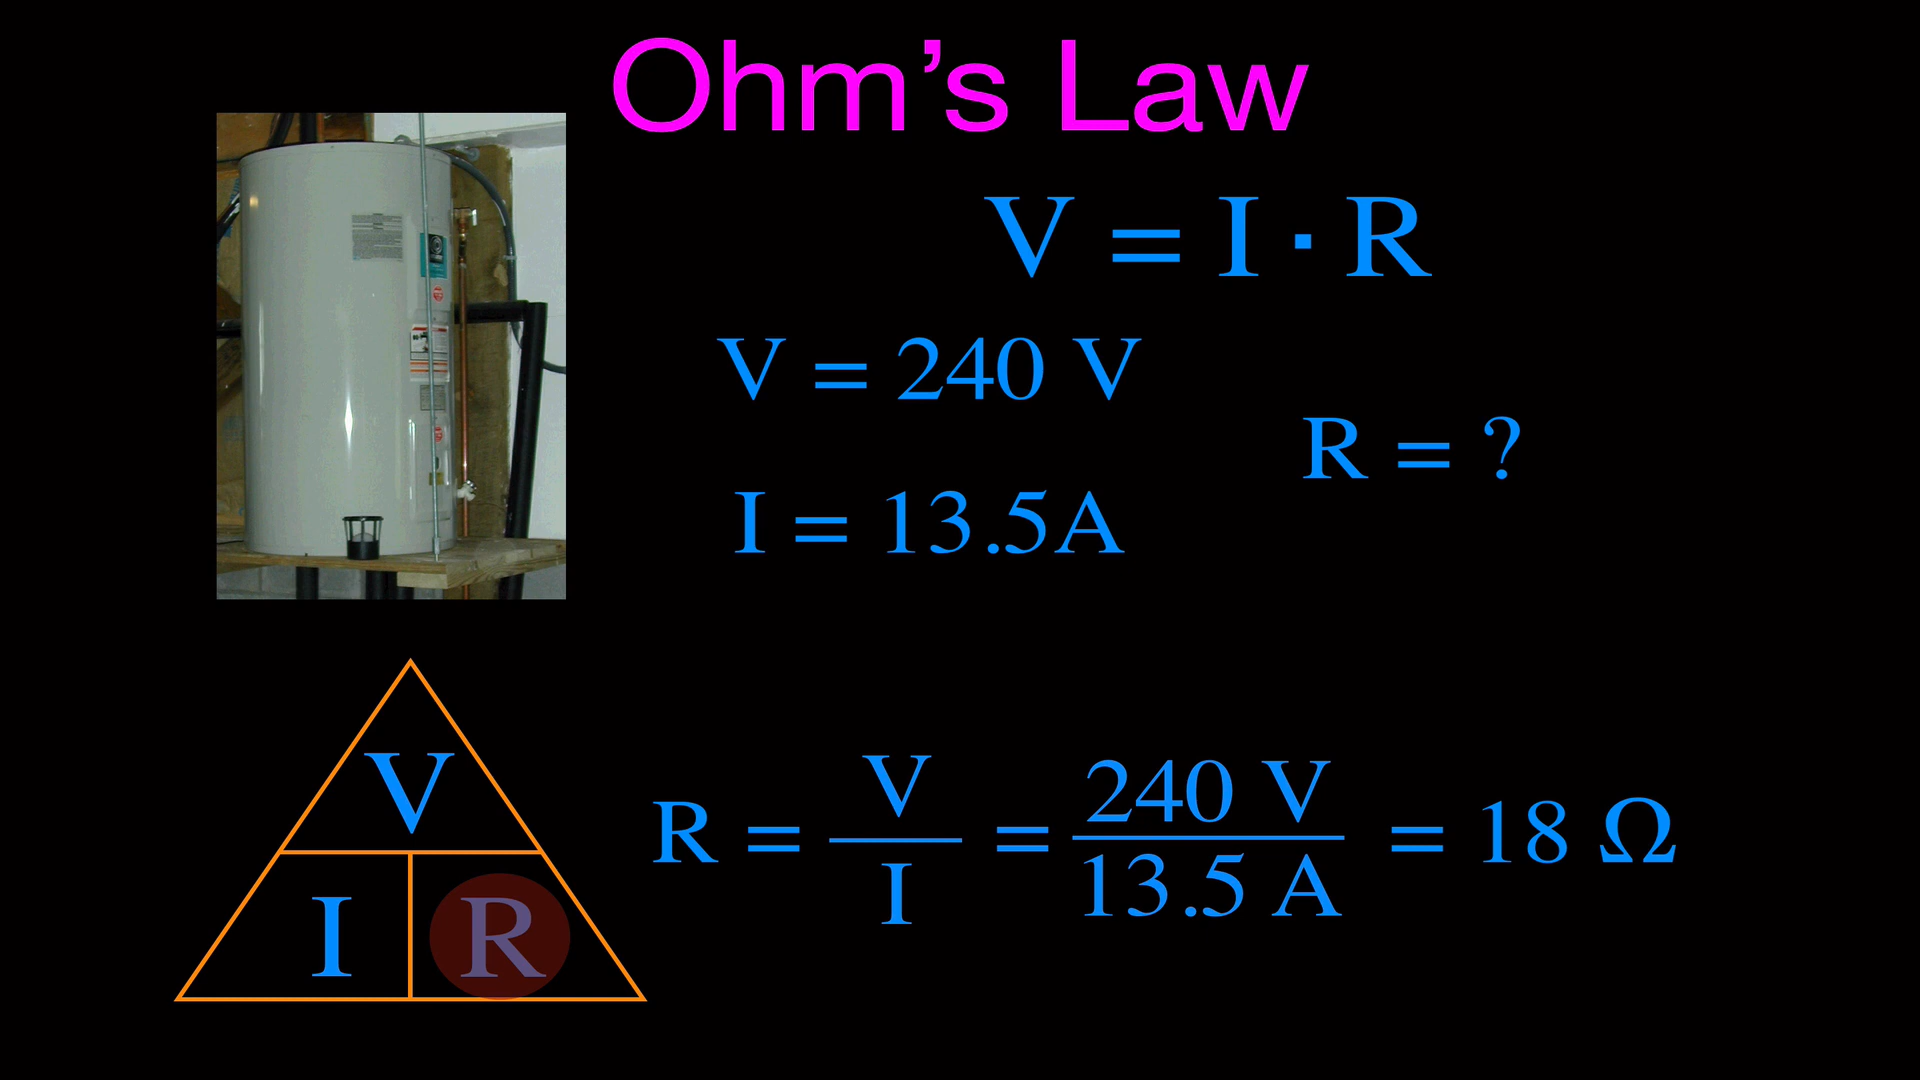 Ohm’s Law
V = I · R
V = 240 V
R = ?
I = 13.5A
V
I R
R = V / I = 240 V / 13.5 A = 18 Ω